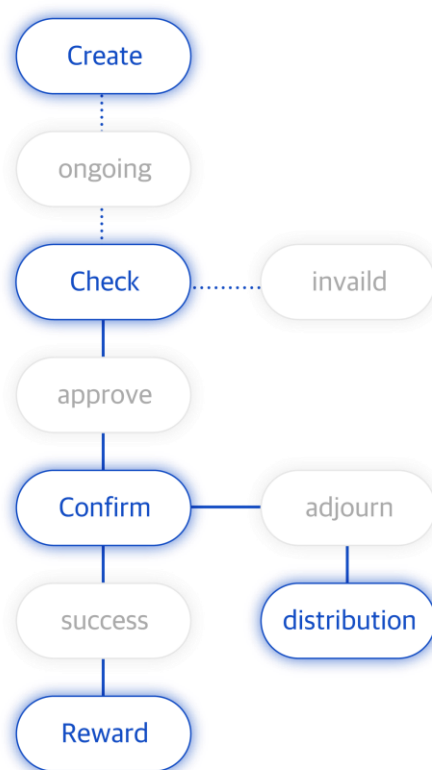 Create
ongoing
Check
invaild
approve
Confirm
adjourn
success
distribution
Reward